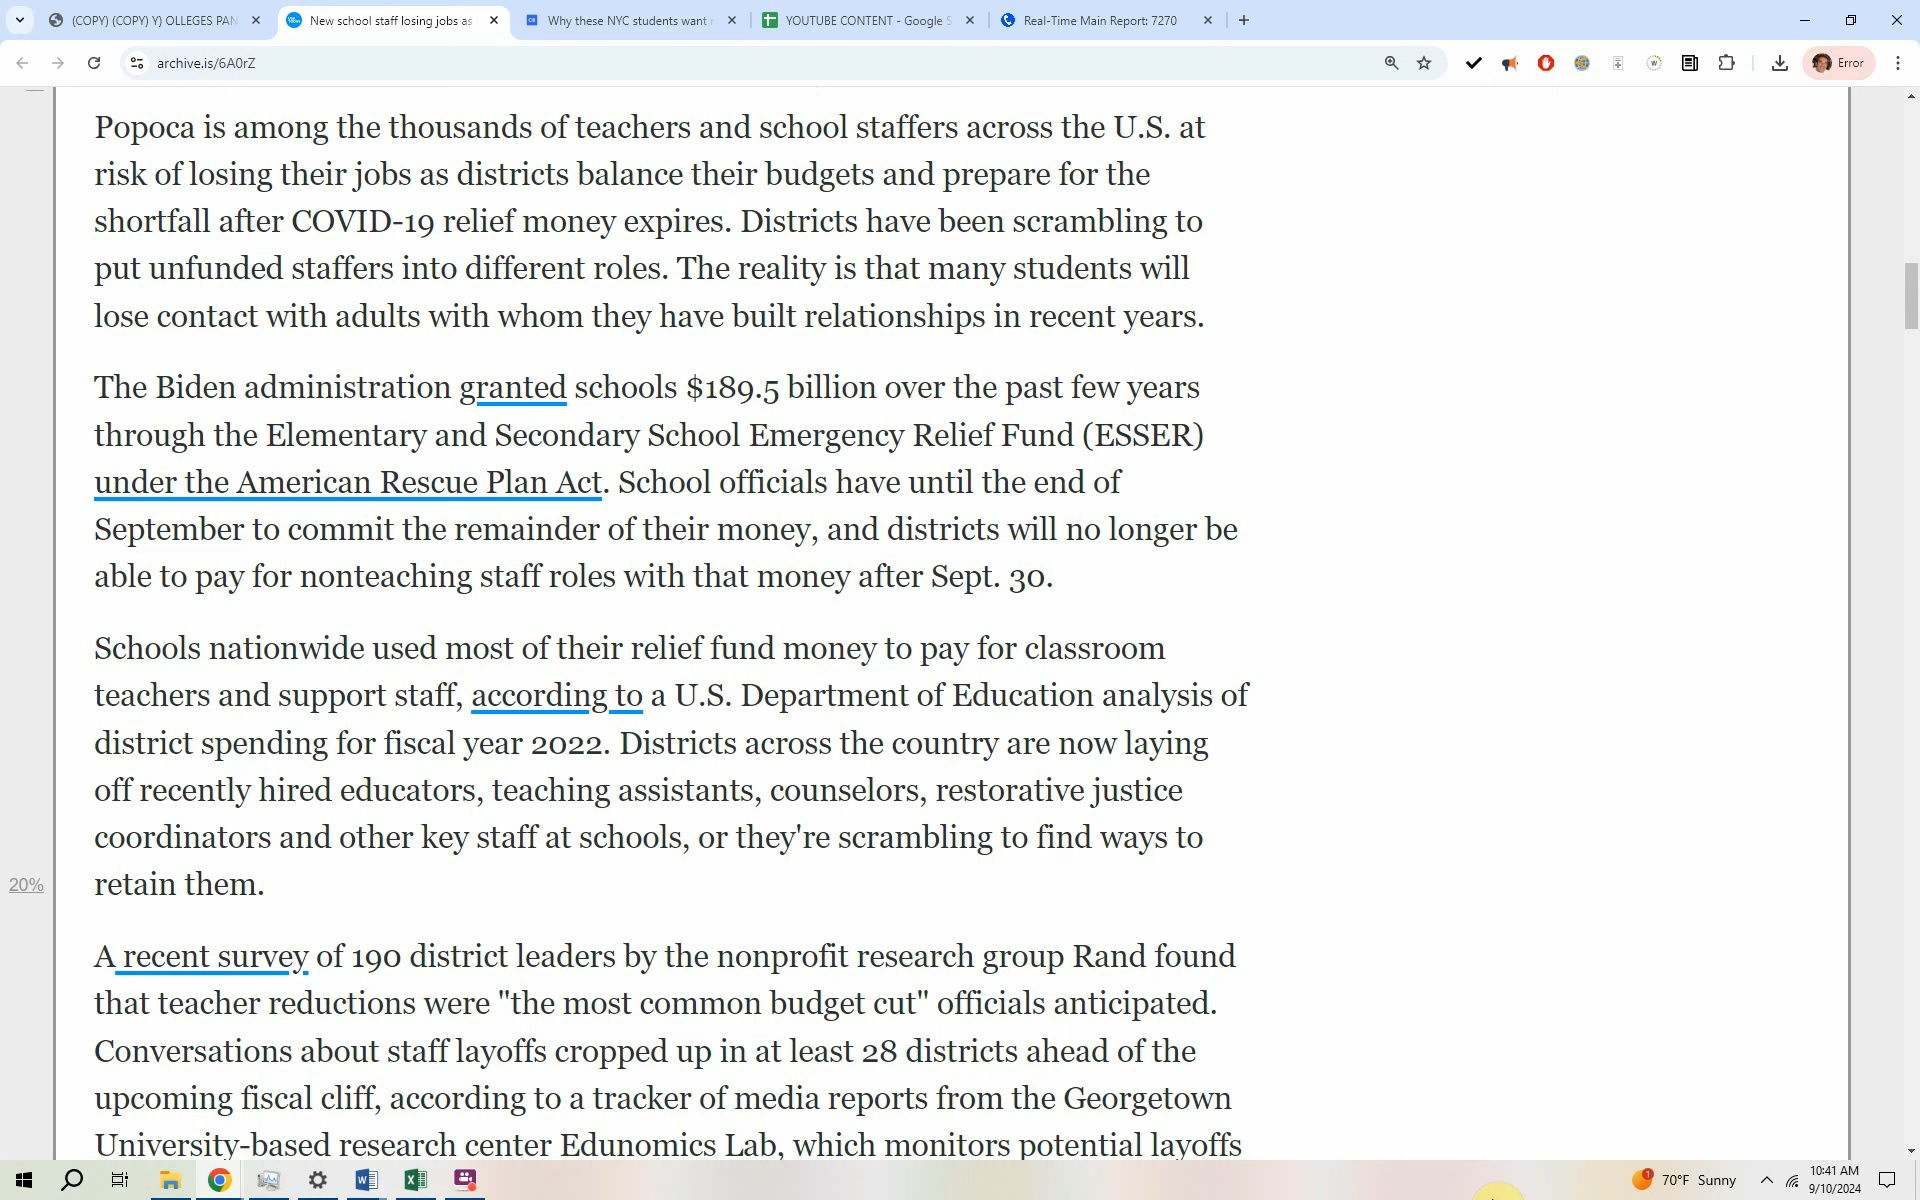 (COPY) (COPY) Y) OLLEGES PAN
New school staff losing jobs as
Why these NYC students want
YOUTUBE CONTENT - Google S
Real-Time Main Report: 7270
archive.is/6A0rZ
Error
Popoca is among the thousands of teachers and school staffers across the U.S. at
risk of losing their jobs as districts balance their budgets and prepare for the
shortfall after COVID-19 relief money expires. Districts have been scrambling to
put unfunded staffers into different roles. The reality is that many students will
lose contact with adults with whom they have built relationships in recent years.
The Biden administration granted schools $189.5 billion over the past few years
through the Elementary and Secondary School Emergency Relief Fund (ESSER)
under the American Rescue Plan Act. School officials have until the end of
September to commit the remainder of their money, and districts will no longer be
able to pay for nonteaching staff roles with that money after Sept. 30.
Schools nationwide used most of their relief fund money to pay for classroom
teachers and support staff, according to a U.S. Department of Education analysis of
district spending for fiscal year 2022. Districts across the country are now laying
off recently hired educators, teaching assistants, counselors, restorative justice
coordinators and other key staff at schools, or they're scrambling to find ways to
20%
retain them.
A recent survey of 190 district leaders by the nonprofit research group Rand found
that teacher reductions were "the most common budget cut" officials anticipated.
Conversations about staff layoffs cropped up in at least 28 districts ahead of the
upcoming fiscal cliff, according to a tracker of media reports from the Georgetown
University-based research center Edunomics Lab, which monitors potential layoffs
70°F Sunny
10:41 AM
9/10/2024